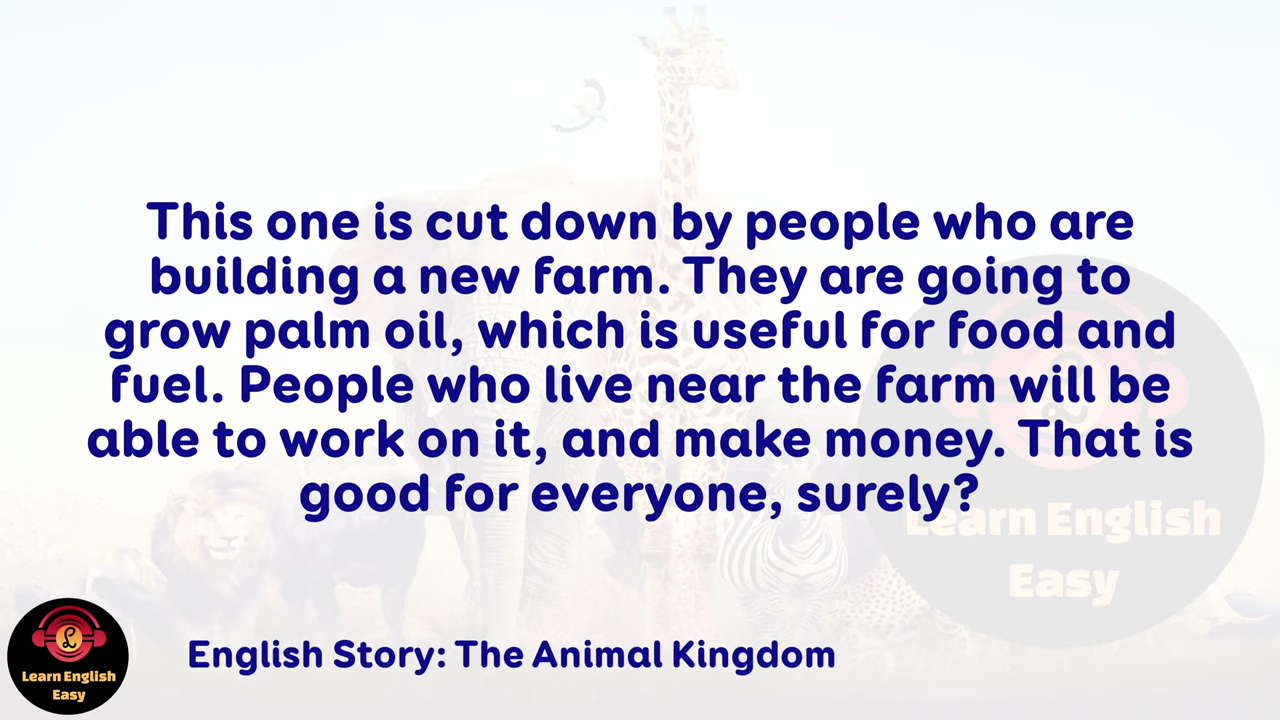 This one is cut down by people who are
building a new farm. They are going to
grow palm oil, which is useful for food and
fuel. People who live near the farm will be
able to work on it, and make money. That is
good for everyone, surely?
Learn English
Easy
English Story: The Animal Kingdom
Learn English
Easy